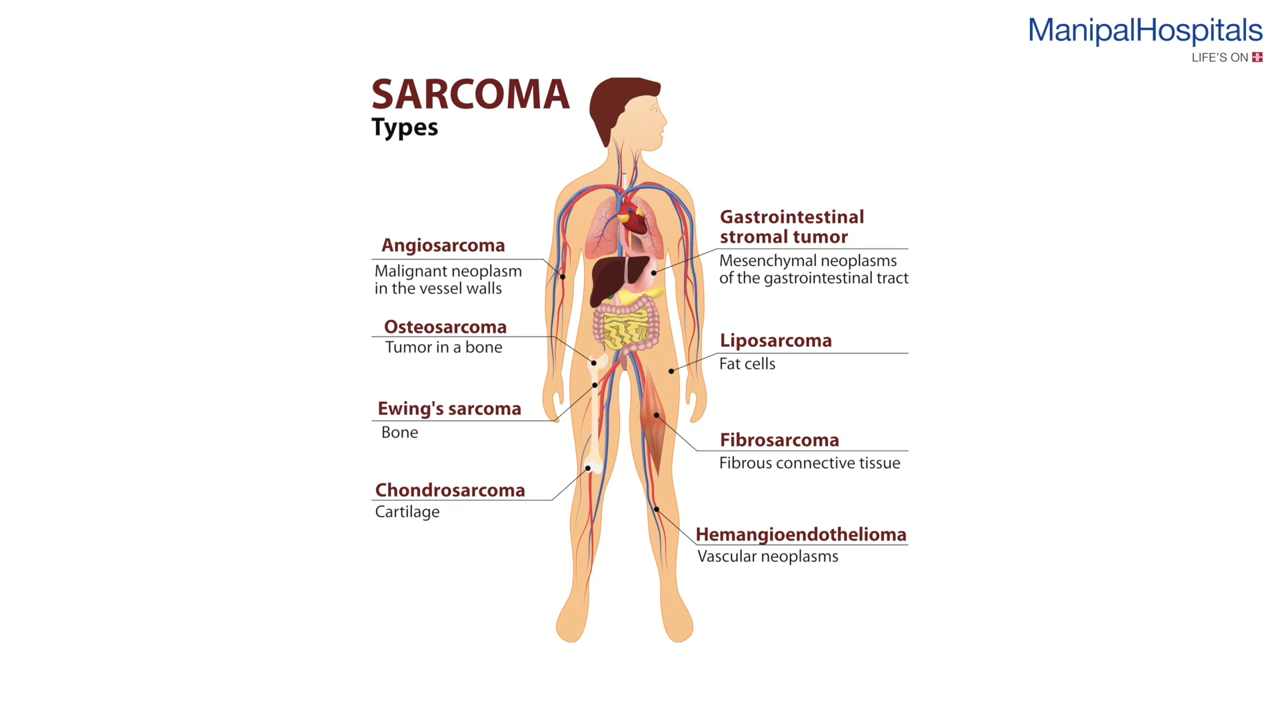 ManipalHospitals
LIFE'S ON
SARCOMA
Types
Angiosarcoma
Malignant neoplasm
in the vessel walls
Osteosarcoma
Tumor in a bone
Ewing's sarcoma
Bone
Chondrosarcoma
Cartilage
Gastrointestinal
stromal tumor
Mesenchymal neoplasms
of the gastrointestinal tract
Liposarcoma
Fat cells
Fibrosarcoma
Fibrous connective tissue
Hemangioendothelioma
Vascular neoplasms